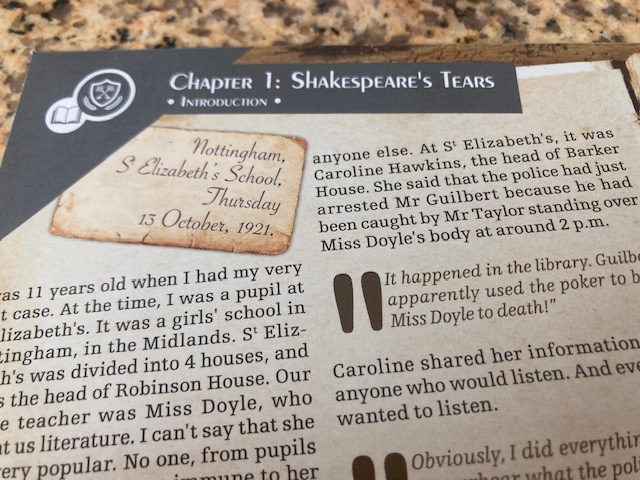 CHAPTER 1: SHAKESPEARE'S TEARS
• INTRODUCTION •
Nottingham,
St Elizabeth's School,
Thursday
13 October, 1921.
was 11 years old when I had my very
case. At the time, I was a pupil at
It was a girls' school in
in the Midlands. St Eliz-
was divided into 4 houses, and
the head of Robinson House. Our
teacher was Miss Doyle, who
us literature. I can't say that she
very popular. No one, from pupils
immune to her
anyone else. At St Elizabeth's, it was
Caroline Hawkins, the head of Barker
House. She said that the police had just
arrested Mr Guilbert because he had
been caught by Mr Taylor standing over
Miss Doyle's body at around 2 p.m.
It happened in the library.
apparently used the poker to
Miss Doyle to death!"
Caroline shared her information
anyone who would listen. And
wanted to listen.
Obviously, I did
what the